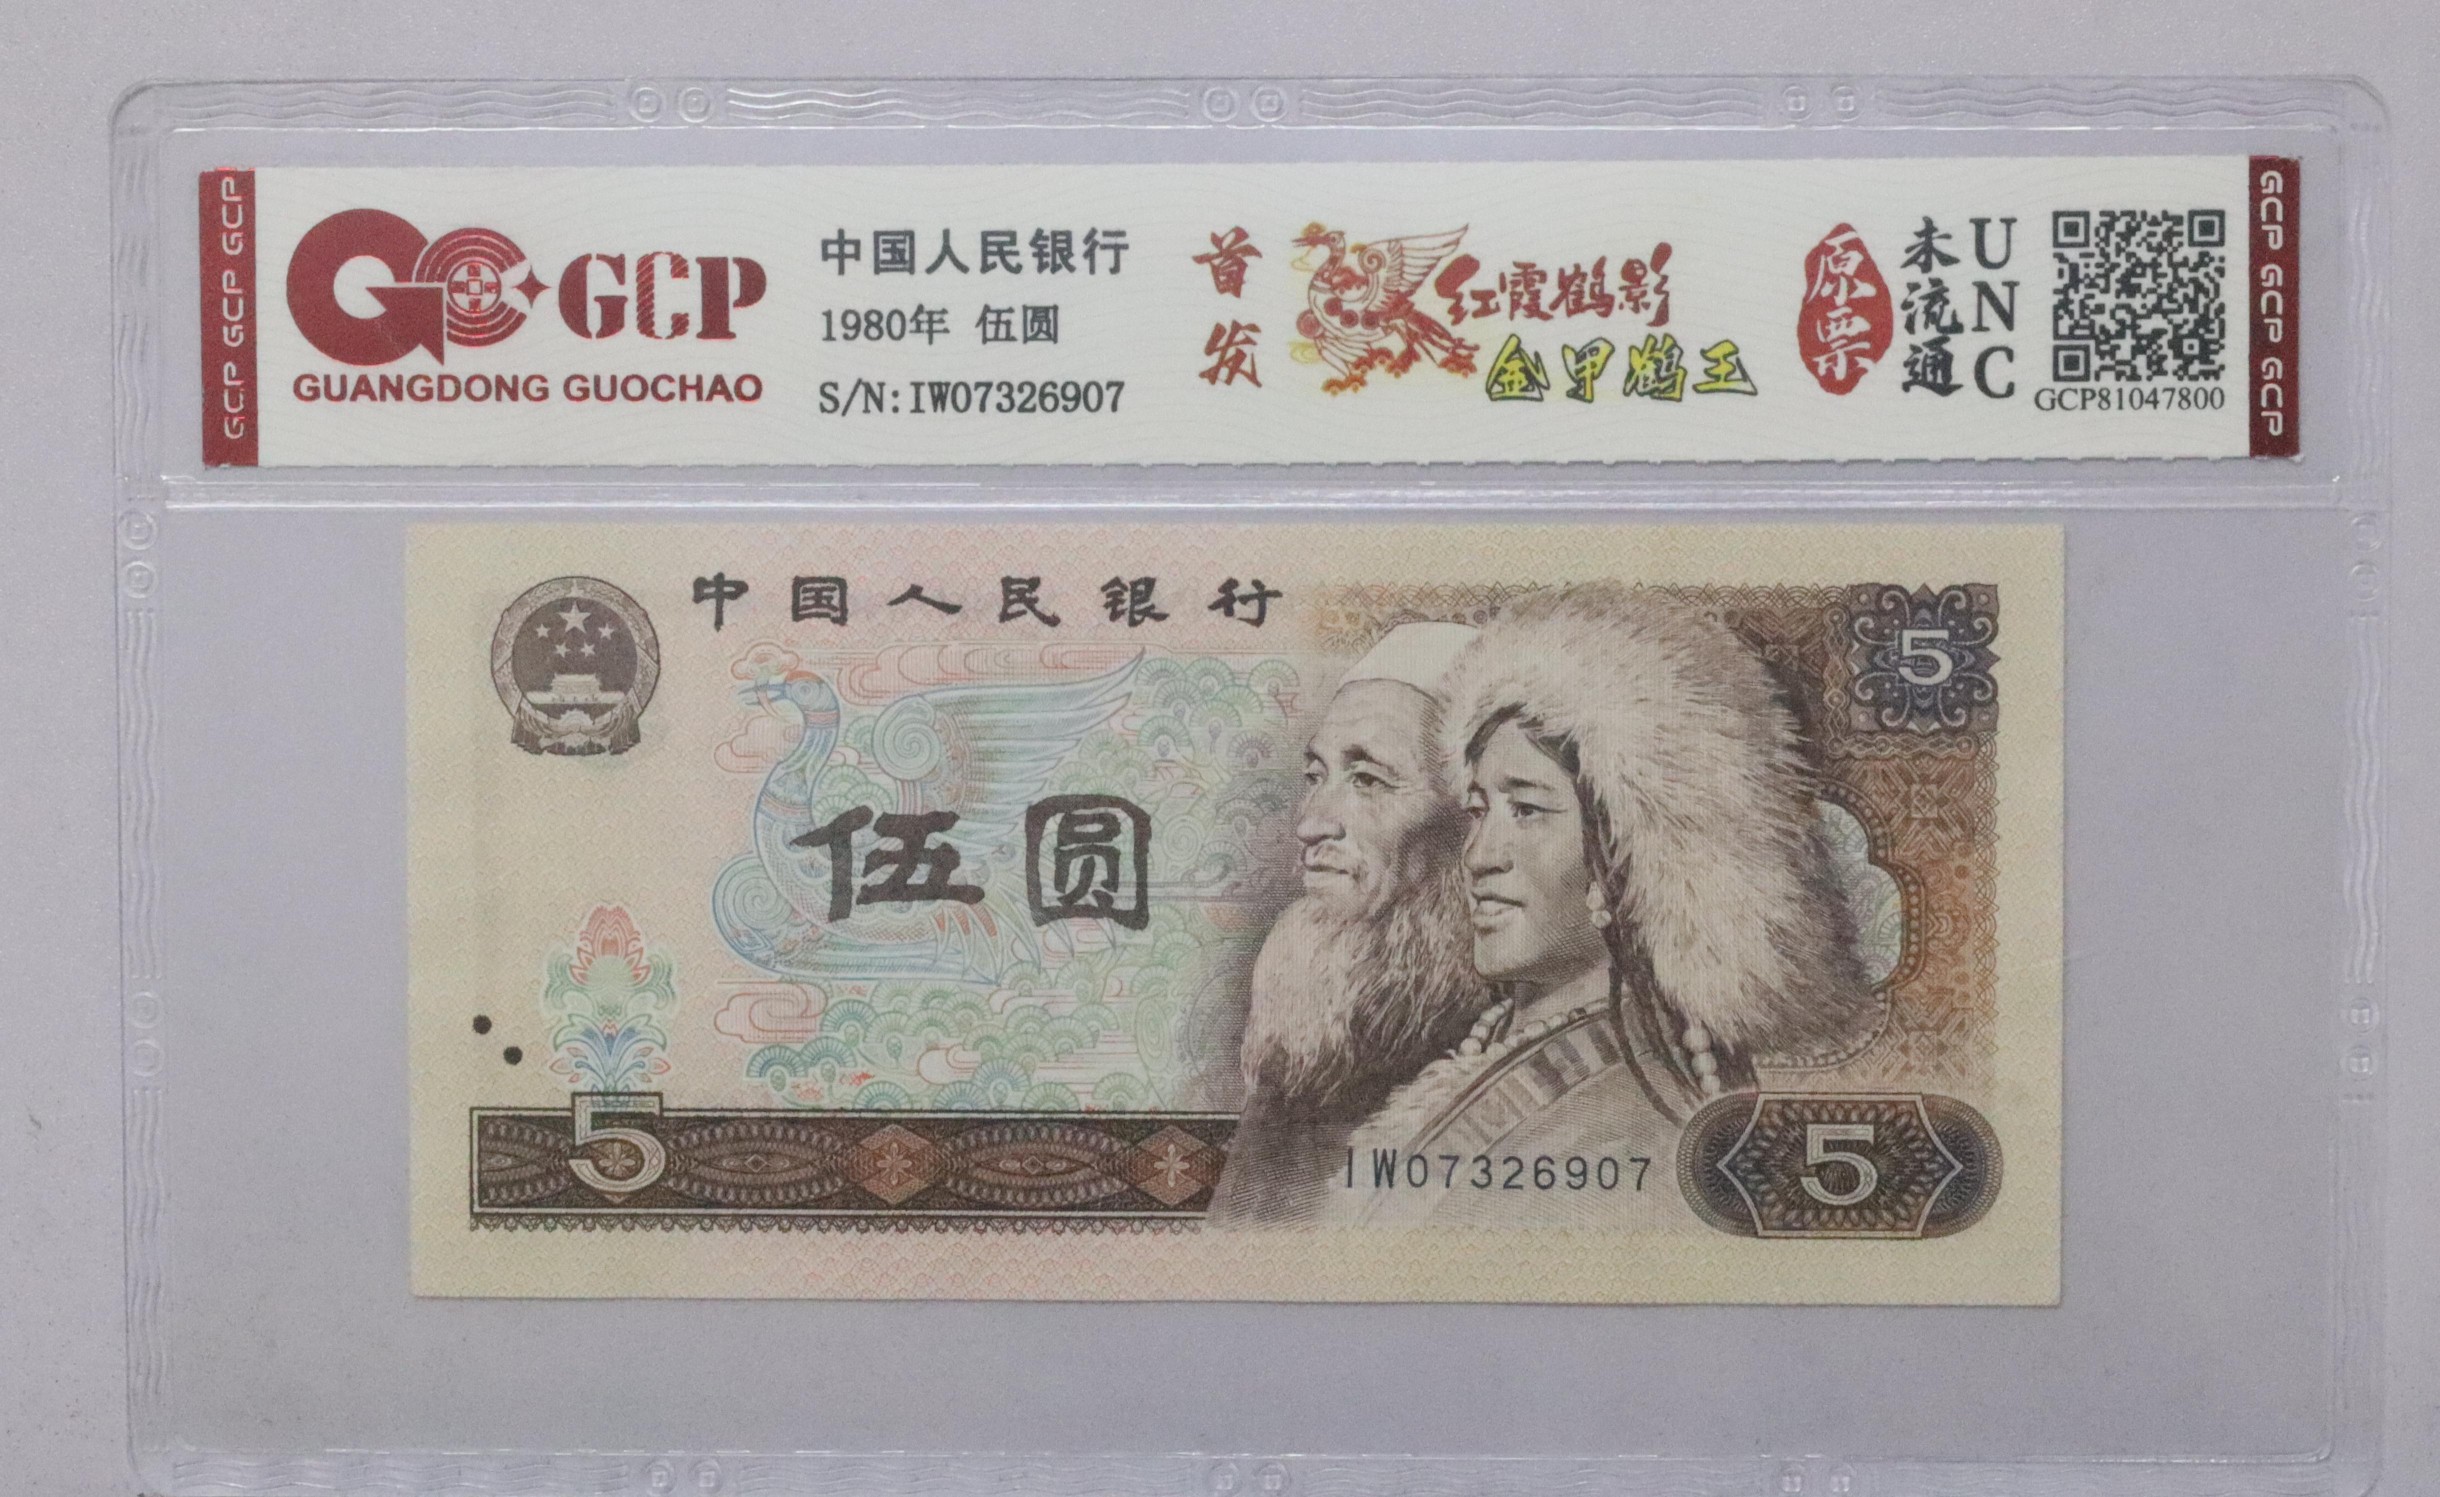 GCP GCP GCP
GCP
GUANGDONG GUOCHAO
中国人民银行
1980年 伍圆
S/N:IW07326907
首发
红霞鹤影
金甲鹤王
原票
未流通
UNC
GCP81047800
GCP GCP GCP
中国人民银行
5
伍圆
5
IW07326907
5